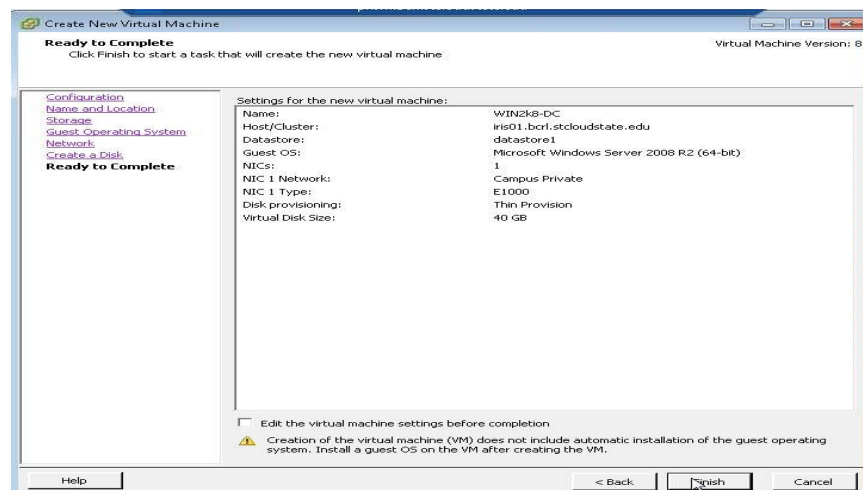 Create New Virtual Machine
Ready to Complete
Click Finish to start a task that will create the new virtual machine
Virtual Machine Version: 8
Configuration
Name and Location
Storage
Guest Operating System
Network
Create a Disk
Ready to Complete
Settings for the new virtual machine:
Name: WIN2k8-DC
Host/Cluster: iris01.bcrl.stcloudstate.edu
Datastore: datastore1
Guest OS: Microsoft Windows Server 2008 R2 (64-bit)
NICs: 1
NIC 1 Network: Campus Private
NIC 1 Type: E1000
Disk provisioning: Thin Provision
Virtual Disk Size: 40 GB
Edit the virtual machine settings before completion
Creation of the virtual machine (VM) does not include automatic installation of the guest operating
system. Install a guest OS on the VM after creating the VM.
Help
< Back
Finish
Cancel